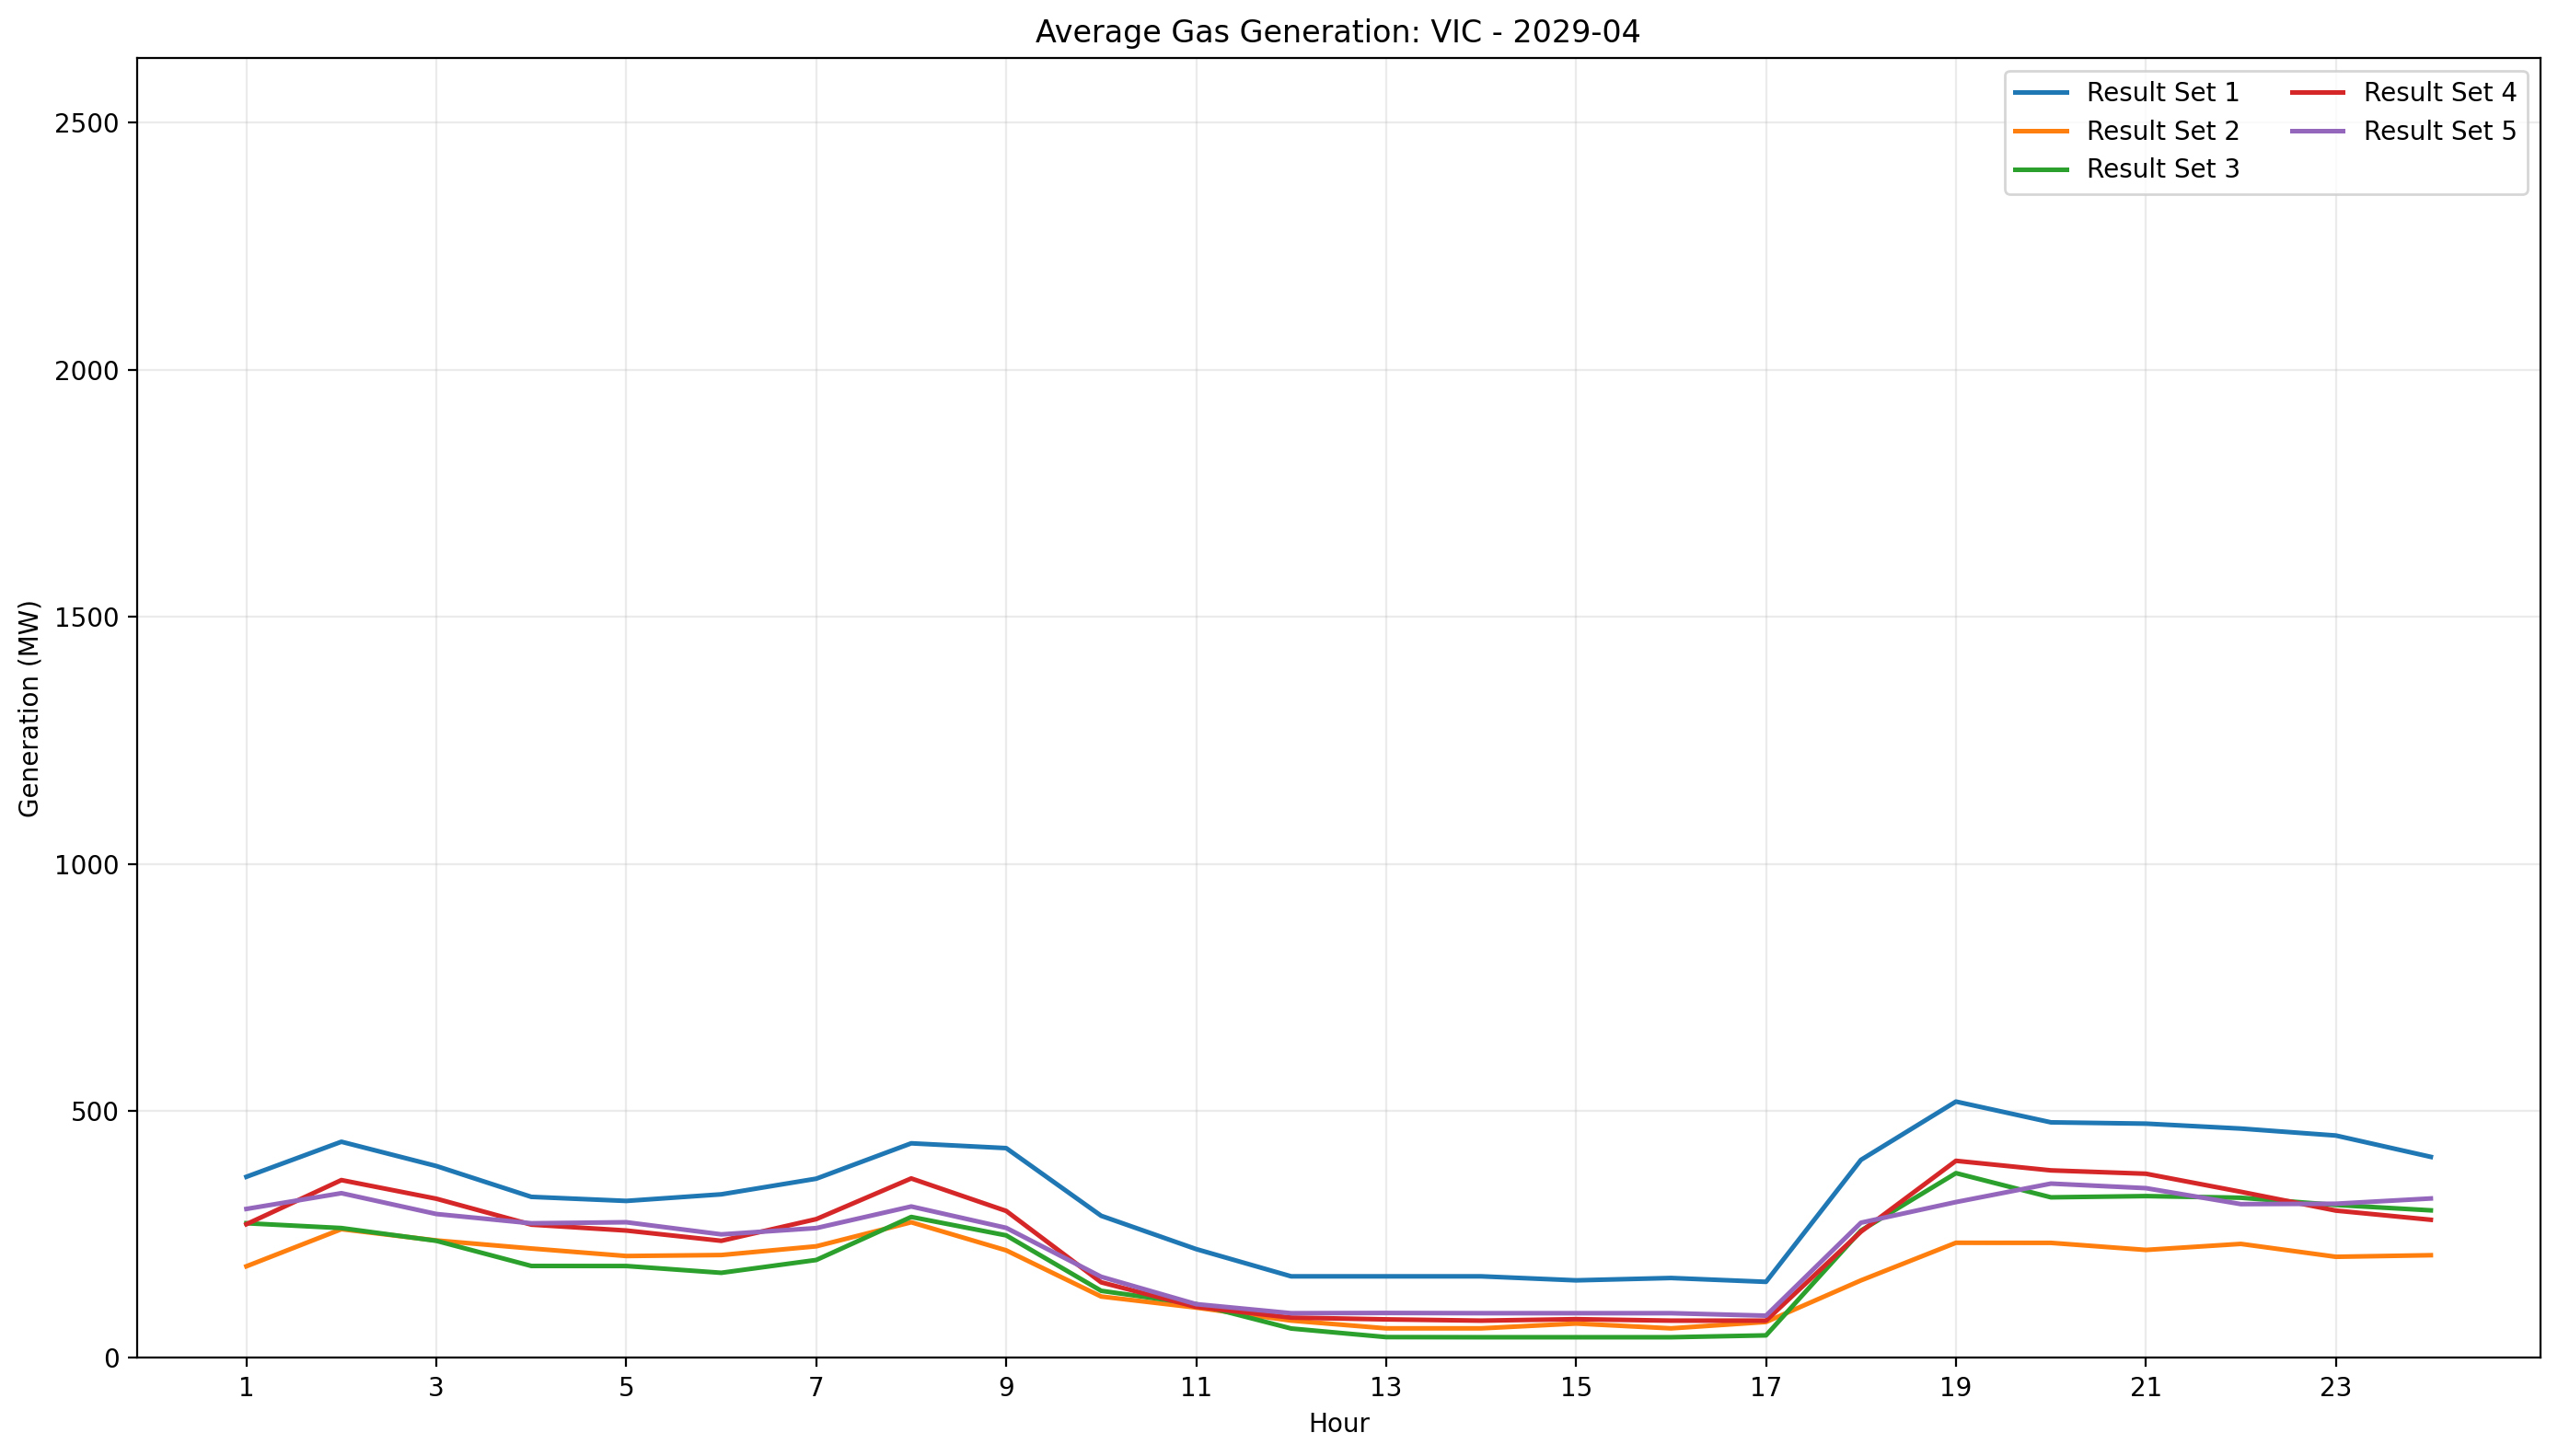 Average Gas Generation: VIC - 2029-04
Result Set 1
Result Set 2
Result Set 3
Result Set 4
Result Set 5
Generation (MW)
2500
2000
1500
1000
500
0
1 3 5 7 9 11 13 15 17 19 21 23
Hour